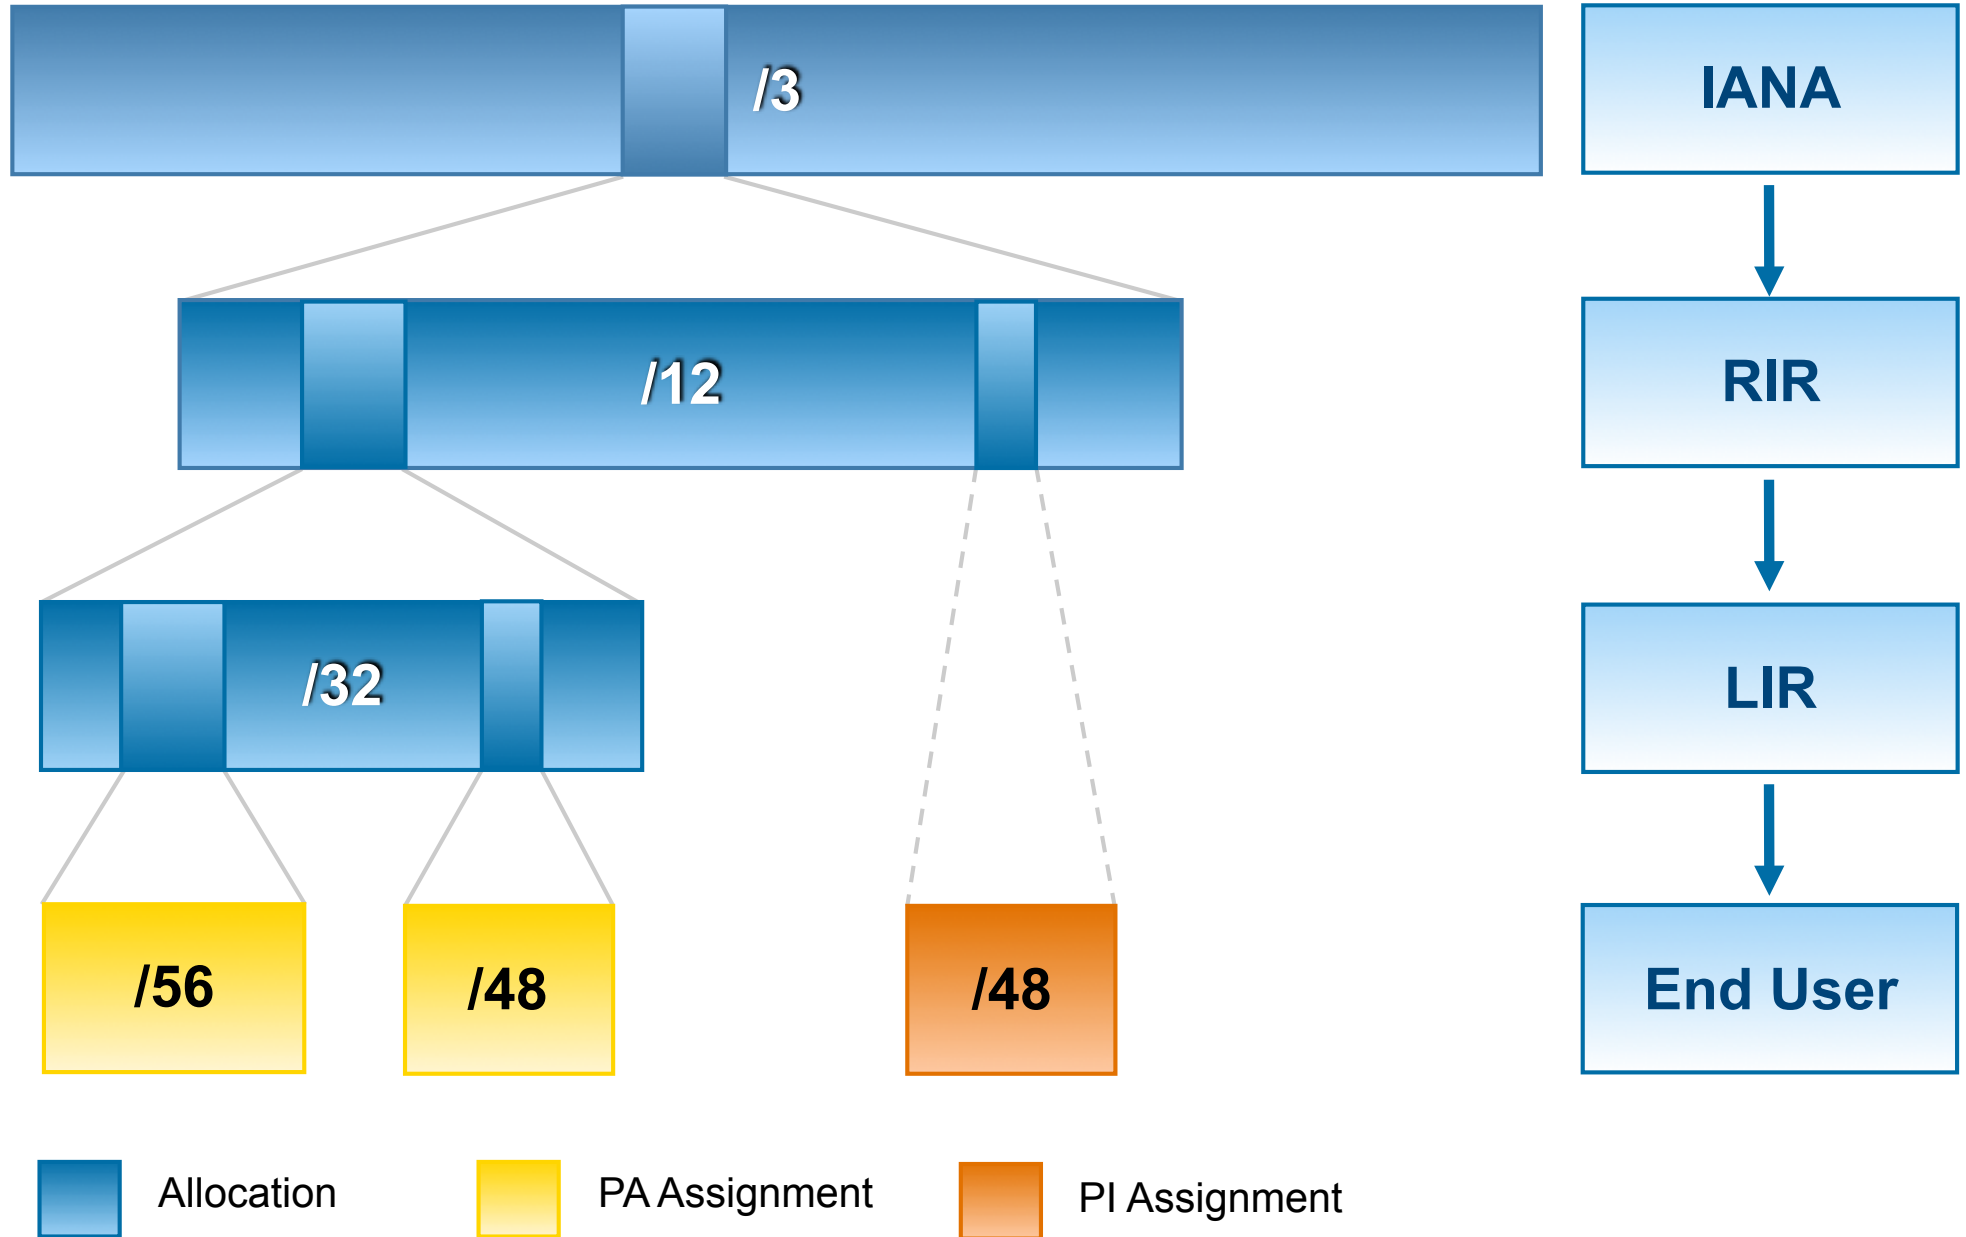 /3
IANA
/12
RIR
/32
LIR
/56
/48
/48
End User
Allocation
PA Assignment
PI Assignment